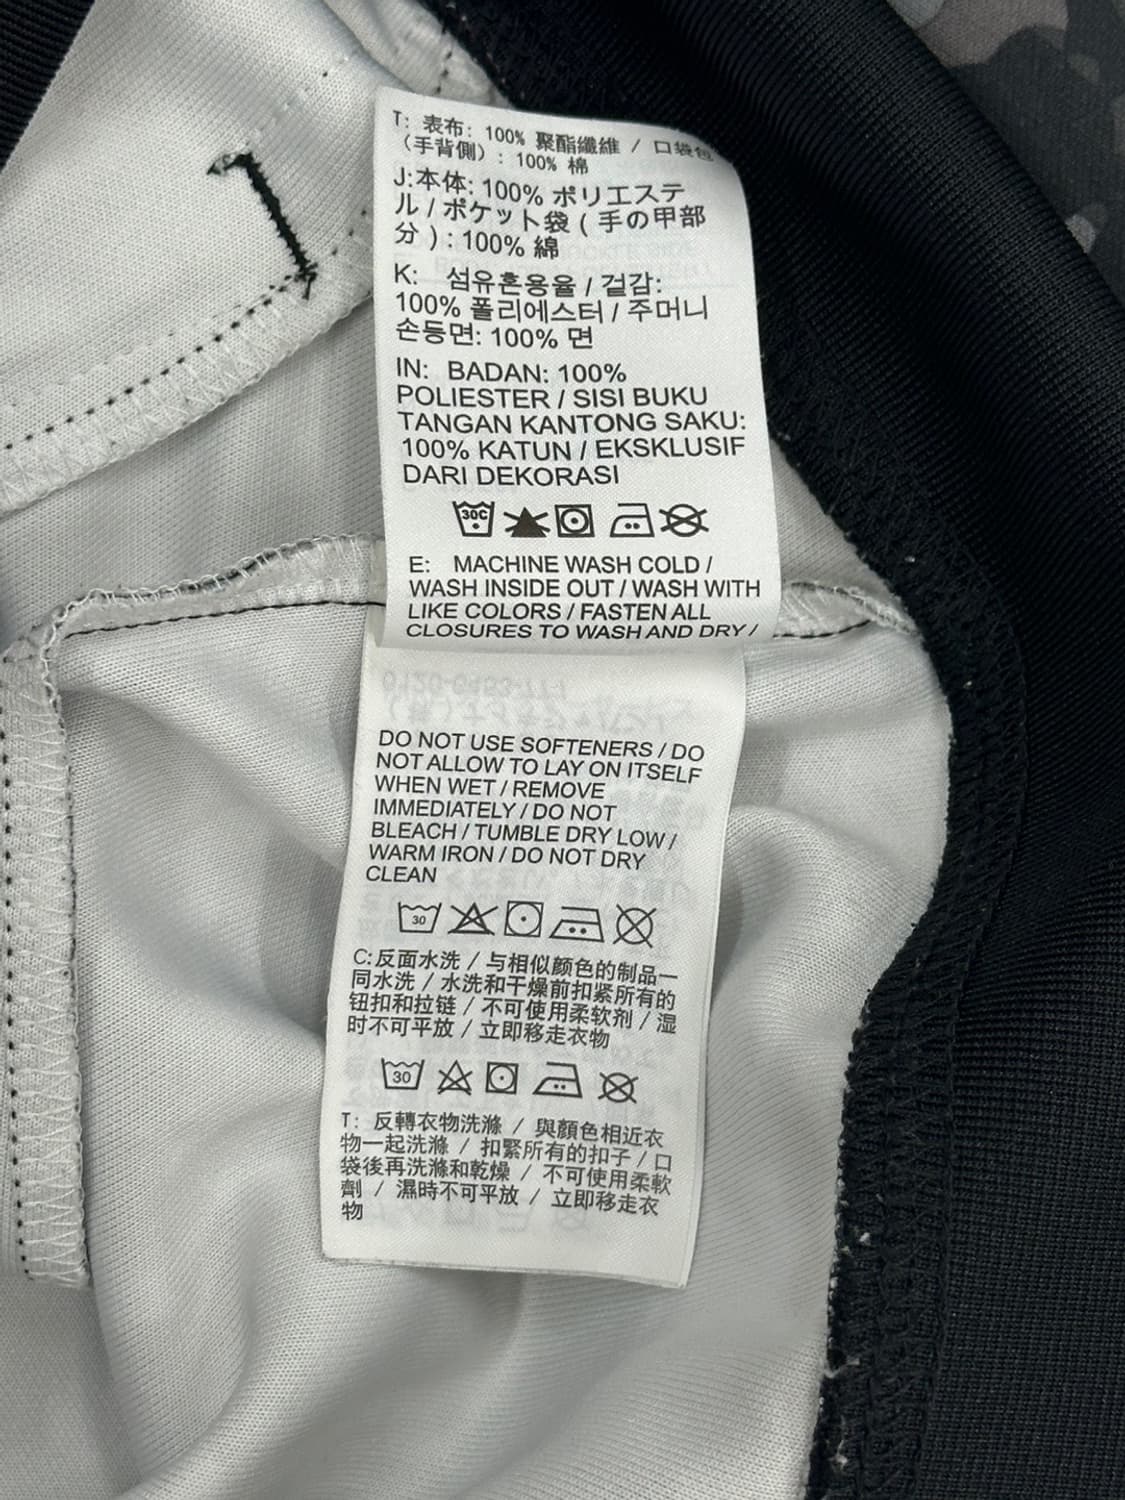 T: 表布: 100% 聚酯纖維 / 口袋包
(手背側) : 100% 棉
J:本体: 100% ポリエステ
ル / ポケット袋 ( 手の甲部
分 ) : 100% 綿
K: 섬유혼용율 / 겉감:
100% 폴리에스터 / 주머니
손등면: 100% 면
IN: BADAN: 100%
POLIESTER / SISI BUKU
TANGAN KANTONG SAKU:
100% KATUN / EKSKLUSIF
DARI DEKORASI
30C
E: MACHINE WASH COLD /
WASH INSIDE OUT / WASH WITH
LIKE COLORS / FASTEN ALL
CLOSURES TO WASH AND DRY /
DO NOT USE SOFTENERS / DO
NOT ALLOW TO LAY ON ITSELF
WHEN WET / REMOVE
IMMEDIATELY / DO NOT
BLEACH / TUMBLE DRY LOW /
WARM IRON / DO NOT DRY
CLEAN
30
C:反面水洗 / 与相似颜色的制品一
同水洗 / 水洗和干燥前扣紧所有的
钮扣和拉链 / 不可使用柔软剂 / 湿
时不可平放 / 立即移走衣物
30
T: 反轉衣物洗滌 / 與顏色相近衣
物一起洗滌 / 扣緊所有的扣子 / 口
袋後再洗滌和乾燥 / 不可使用柔軟
劑 / 濕時不可平放 / 立即移走衣
物